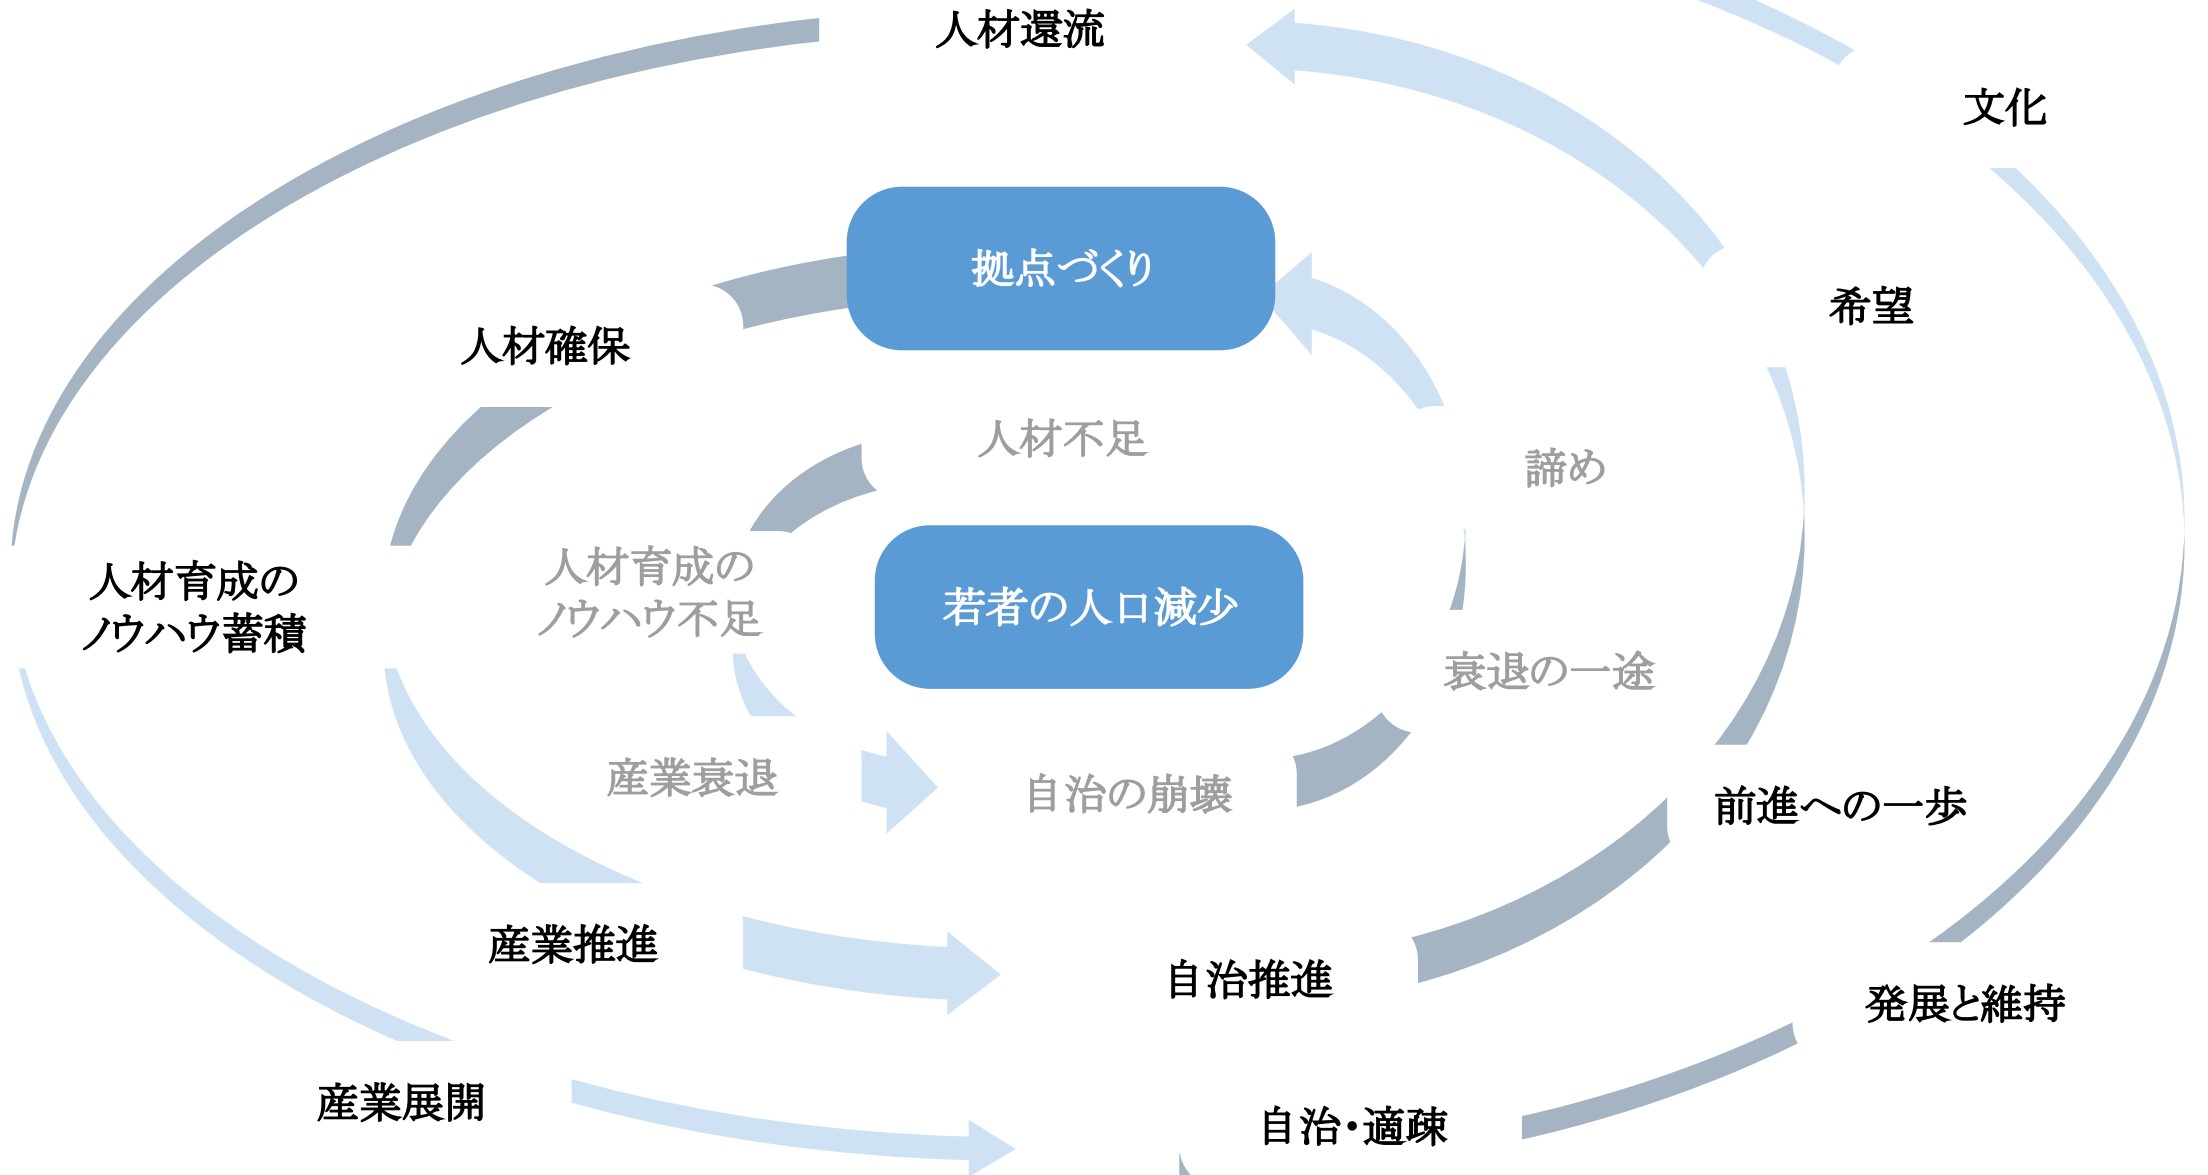 人材還流
文化
拠点づくり
希望
人材確保
人材不足
諦め
人材育成の
ノウハウ蓄積
人材育成の
ノウハウ不足
若者の人口減少
衰退の一途
産業衰退
自治の崩壊
前進への一歩
産業推進
自治推進
発展と維持
産業展開
自治・適疎